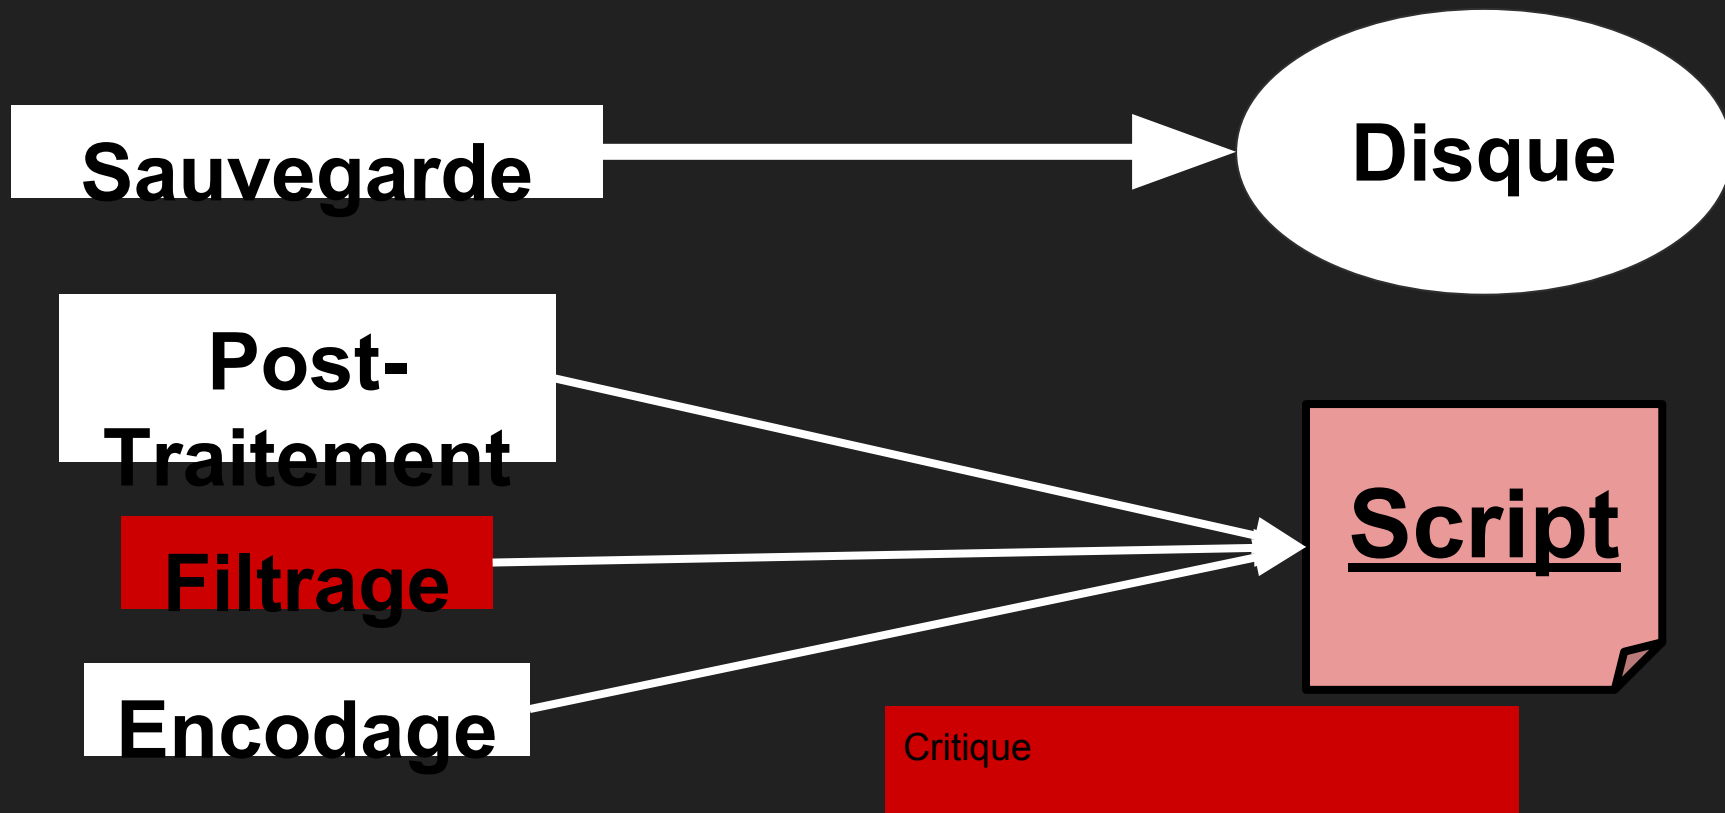 Sauvegarde
Disque
Post-
Traitement
Filtrage
Encodage
Script
Critique